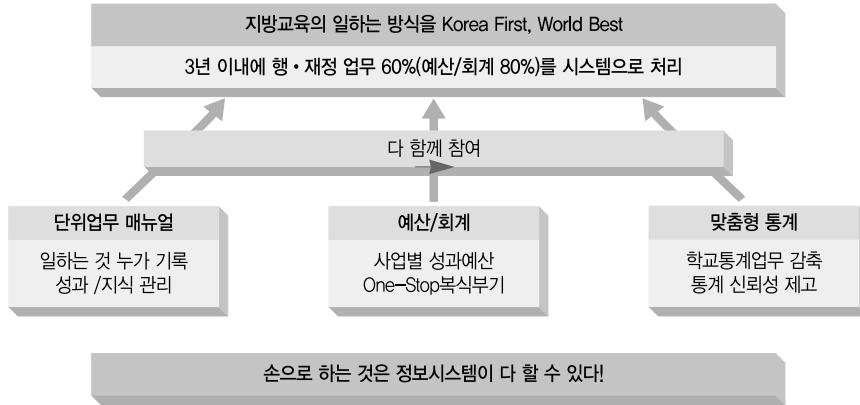 지방교육의 일하는 방식을 Korea First, World Best
3년 이내에 행·재정 업무 60%(예산/회계 80%)를 시스템으로 처리
다 함께 참여
단위업무 매뉴얼
일하는 것 누가 기록
성과 /지식 관리
예산/회계
사업별 성과예산
One-Stop복식부기
맞춤형 통계
학교통계업무 감축
통계 신뢰성 제고
손으로 하는 것은 정보시스템이 다 할 수 있다!